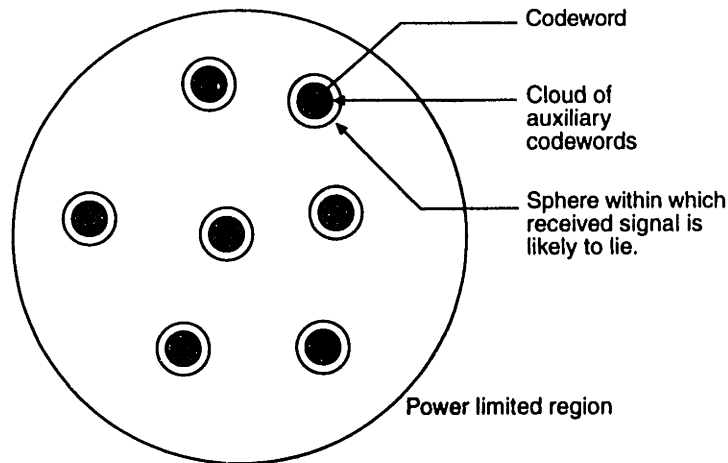 Codeword
Cloud of
auxiliary
codewords
Sphere within which
received signal is
likely to lie.
Power limited region